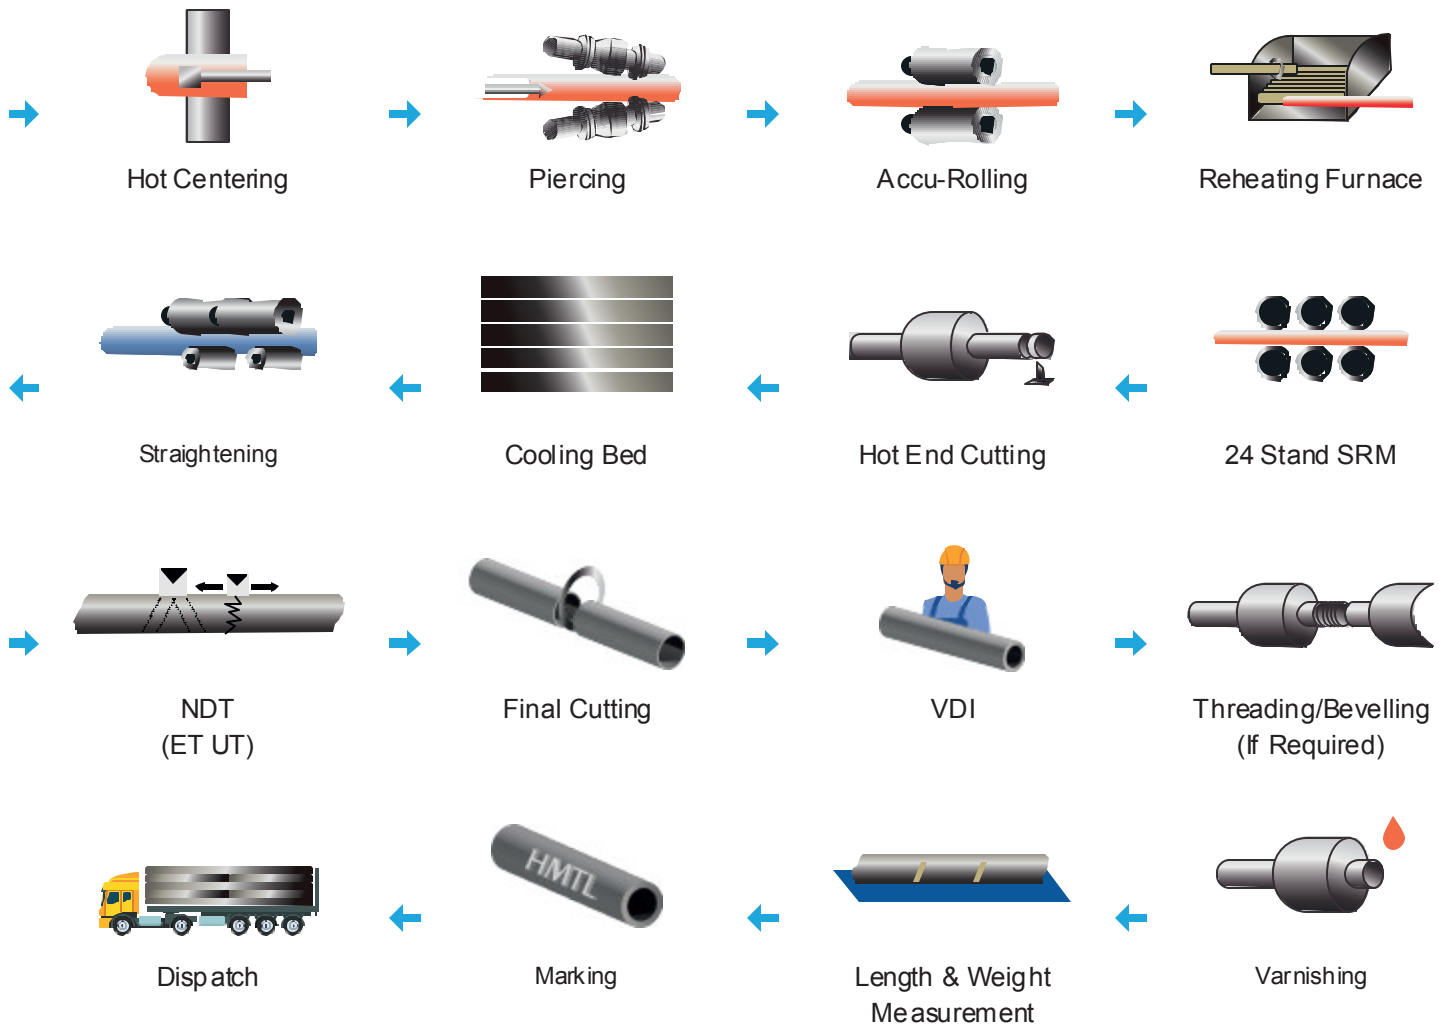 Hot Centering
Piercing
Accu-Rolling
Reheating Furnace
Straightening
Cooling Bed
Hot End Cutting
24 Stand SRM
NDT
(ET UT)
Final Cutting
VDI
Threading/Bevelling
(If Required)
HMTL
Dispatch
Marking
Length & Weight
Measurement
Varnishing